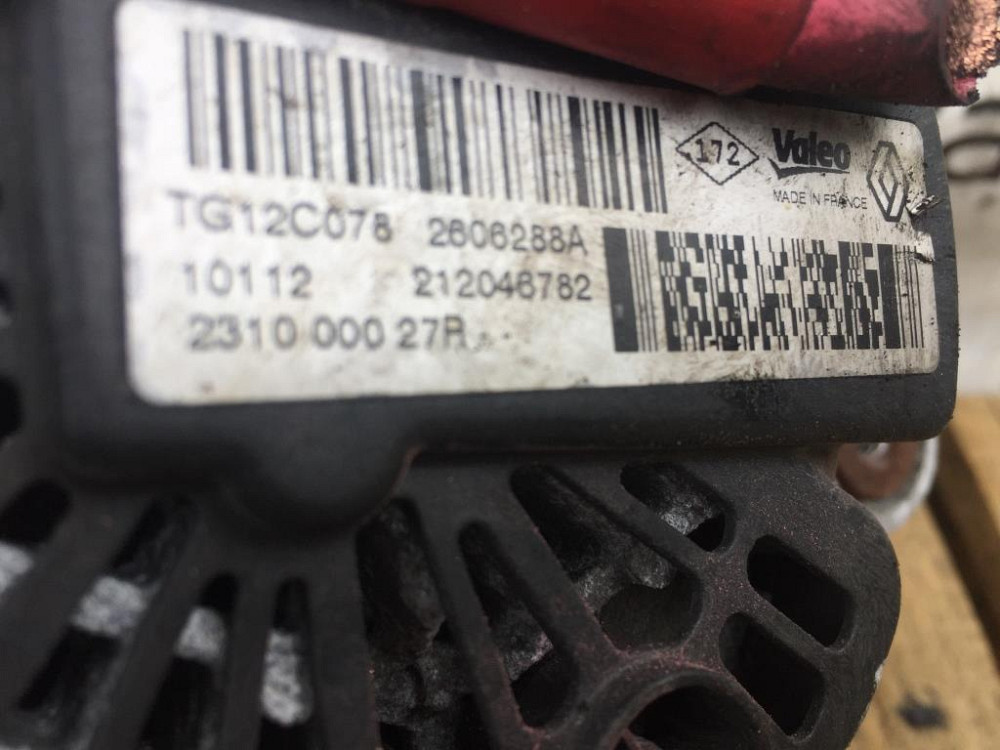 172 Valeo
MADE IN FRANCE
TG12C078 2606288A
10112 212046782
2310 000 27R